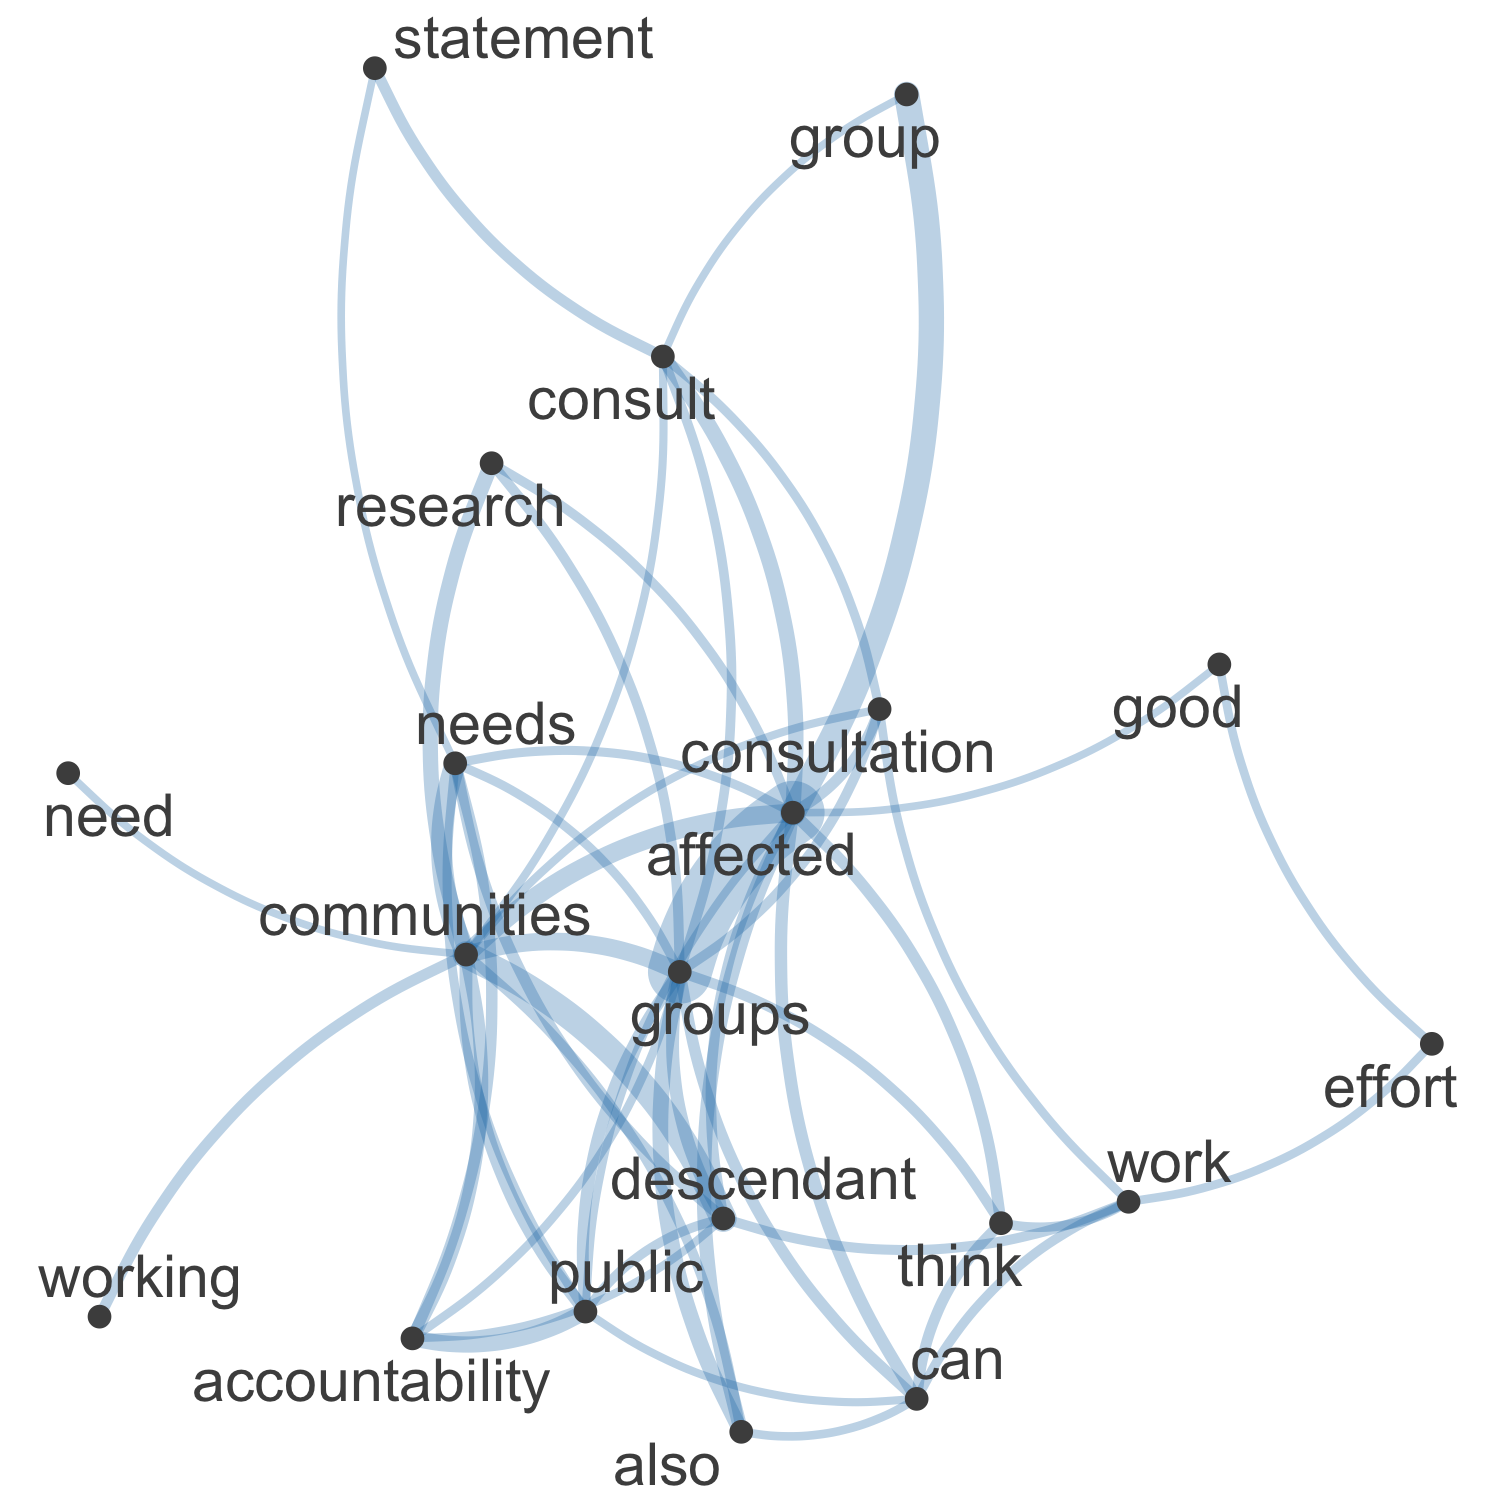 statement
group
consult
research
needs
good
consultation
need
affected
communities
groups
effort
work
descendant
think
public
working
can
accountability
also